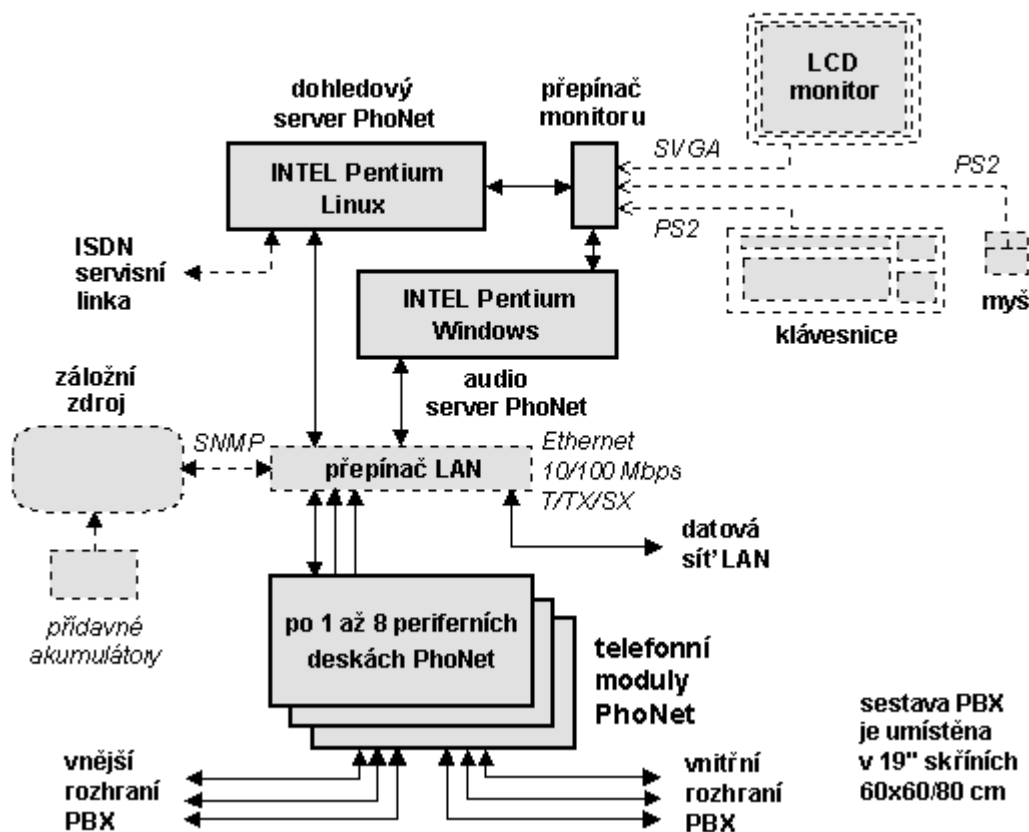 LCD
monitor
dohledový
server PhoNet
přepínač
monitoru
SVGA
PS2
INTEL Pentium
Linux
PS2
ISDN
servisní
linka
INTEL Pentium
Windows
klávesnice
myš
audio
server PhoNet
záložní
zdroj
SNMP
přepínač LAN
Ethernet
10/100 Mbps
T/TX/SX
datová
síť LAN
přídavné
akumulátory
po 1 až 8 periferních
deskách PhoNet
telefonní
moduly
PhoNet
sestava PBX
je umístěna
v 19" skříních
60x60/80 cm
vnější
rozhraní
PBX
vnitřní
rozhraní
PBX